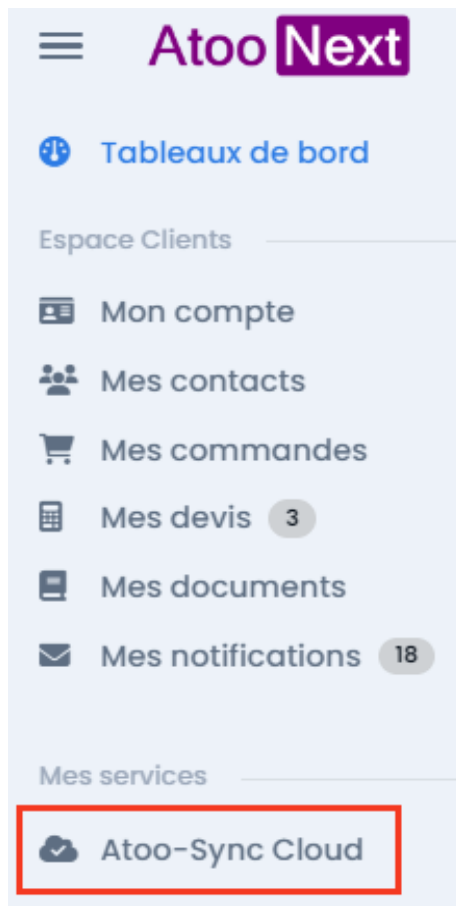 Atoo Next
Tableaux de bord
Espace Clients
Mon compte
Mes contacts
Mes commandes
Mes devis 3
Mes documents
Mes notifications 18
Mes services
Atoo-Sync Cloud